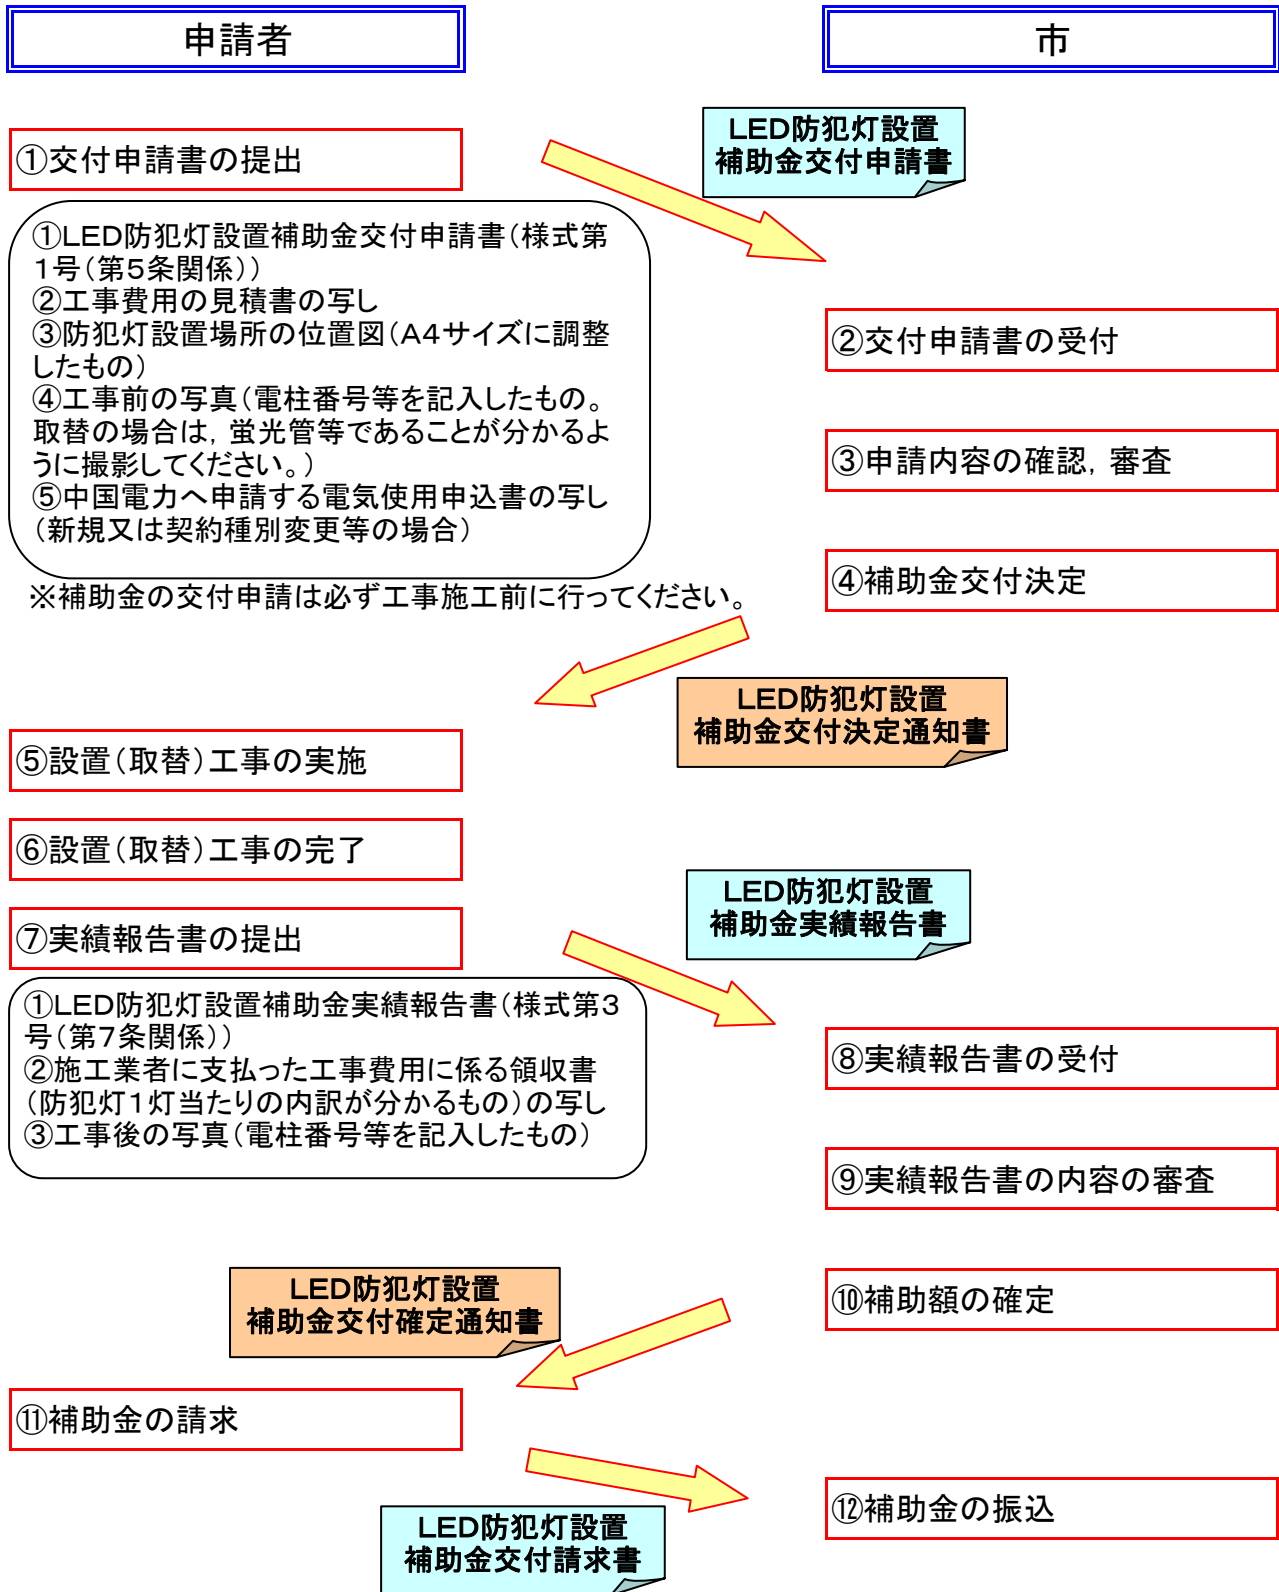 申請者
市
①交付申請書の提出
LED防犯灯設置
補助金交付申請書
①LED防犯灯設置補助金交付申請書（様式第
1号（第5条関係））
②工事費用の見積書の写し
③防犯灯設置場所の位置図（A4サイズに調整
したもの）
④工事前の写真（電柱番号等を記入したもの。
取替の場合は，蛍光管等であることが分かるよ
うに撮影してください。）
⑤中国電力へ申請する電気使用申込書の写し
（新規又は契約種別変更等の場合）
※補助金の交付申請は必ず工事施工前に行ってください。
②交付申請書の受付
③申請内容の確認，審査
④補助金交付決定
LED防犯灯設置
補助金交付決定通知書
⑤設置（取替）工事の実施
⑥設置（取替）工事の完了
⑦実績報告書の提出
LED防犯灯設置
補助金実績報告書
①LED防犯灯設置補助金実績報告書（様式第3
号（第7条関係））
②施工業者に支払った工事費用に係る領収書
（防犯灯1灯当たりの内訳が分かるもの）の写し
③工事後の写真（電柱番号等を記入したもの）
⑧実績報告書の受付
⑨実績報告書の内容の審査
⑩補助額の確定
LED防犯灯設置
補助金交付確定通知書
⑪補助金の請求
LED防犯灯設置
補助金交付請求書
⑫補助金の振込